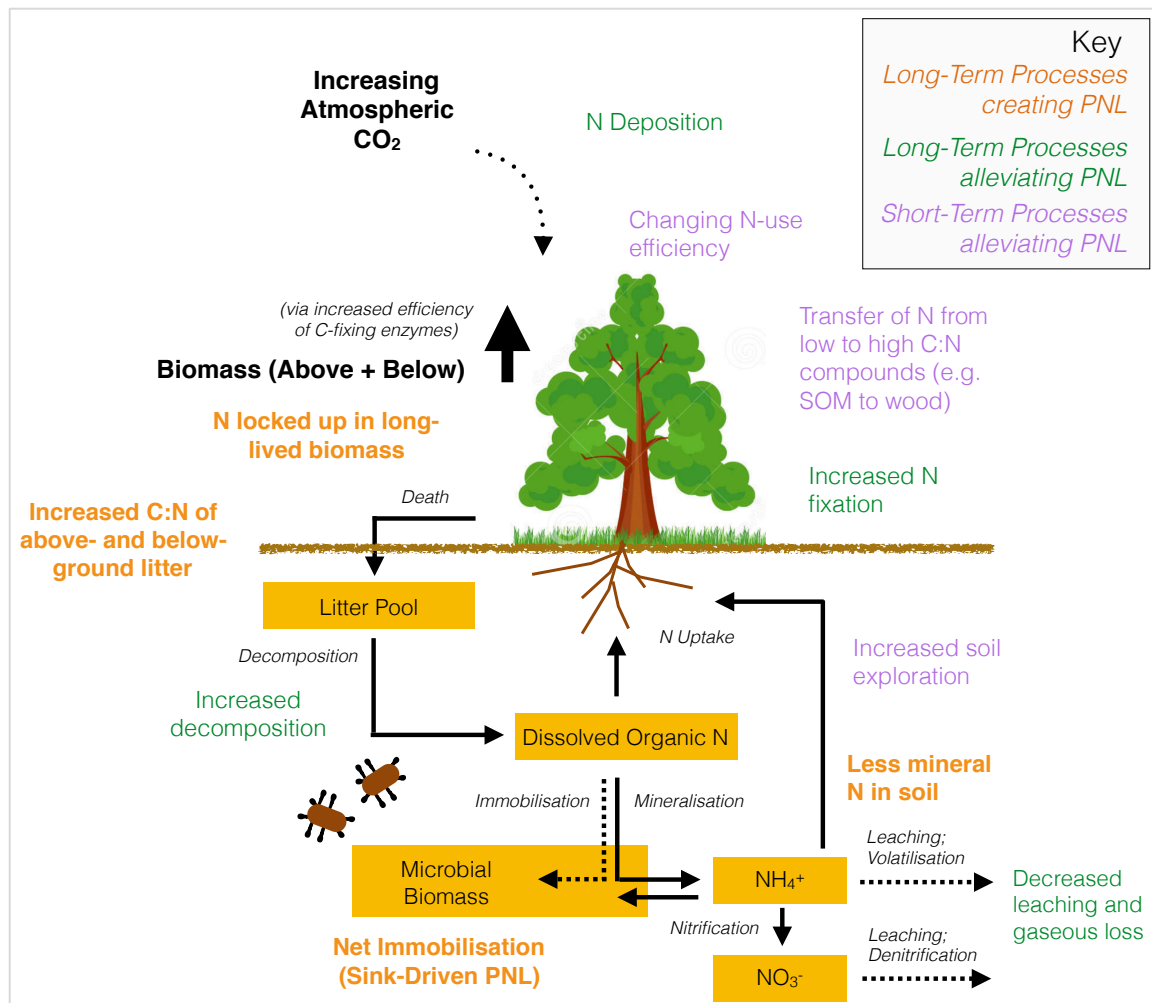 Key
Long-Term Processes
creating PNL
Long-Term Processes
alleviating PNL
Short-Term Processes
alleviating PNL
Increasing
Atmospheric
CO₂
N Deposition
Changing N-use
efficiency
(via increased efficiency
of C-fixing enzymes)
Biomass (Above + Below)
Transfer of N from
low to high C:N
compounds (e.g.
SOM to wood)
N locked up in long-
lived biomass
Increased N
fixation
Death
Increased C:N of
above- and below-
ground litter
Litter Pool
N Uptake
Decomposition
Increased soil
exploration
Increased
decomposition
Dissolved Organic N
Less mineral
N in soil
Immobilisation
Mineralisation
Leaching;
Volatilisation
Microbial
Biomass
NH₄⁺
Decreased
leaching and
gaseous loss
Nitrification
Leaching;
Denitrification
Net Immobilisation
(Sink-Driven PNL)
NO₃⁻